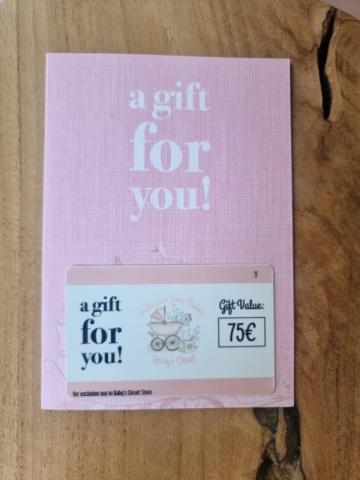 a gift
for
you!
2
a gift
for
you!
Baby's Closet
Gift Value:
75€
for exclusive use in Baby's Closet Store